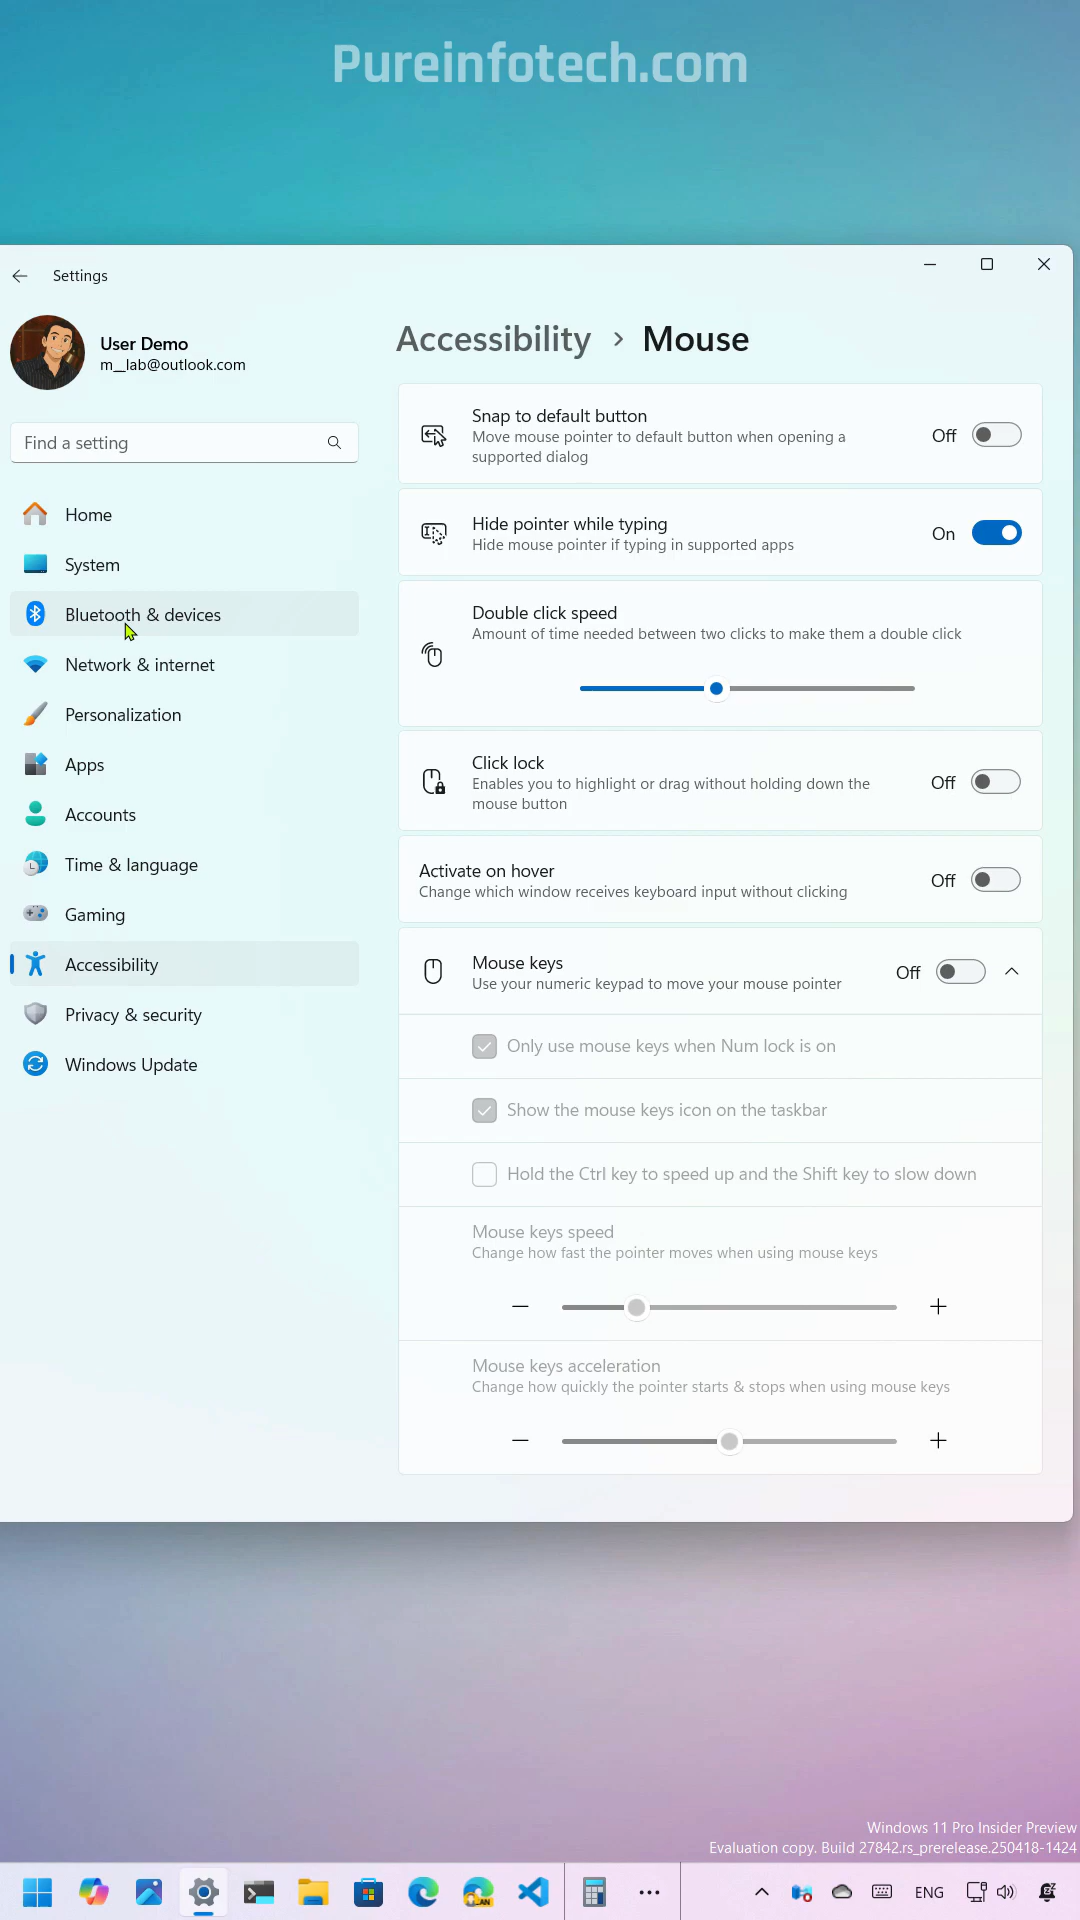 Pureinfotech.com
Settings
User Demo
m__lab@outlook.com
Find a setting
Home
System
Bluetooth & devices
Network & internet
Personalization
Apps
Accounts
Time & language
Gaming
Accessibility
Privacy & security
Windows Update
Accessibility > Mouse
Snap to default button
Move mouse pointer to default button when opening a
supported dialog
Off
Hide pointer while typing
Hide mouse pointer if typing in supported apps
On
Double click speed
Amount of time needed between two clicks to make them a double click
Click lock
Enables you to highlight or drag without holding down the
mouse button
Off
Activate on hover
Change which window receives keyboard input without clicking
Off
Mouse keys
Use your numeric keypad to move your mouse pointer
Off
Only use mouse keys when Num lock is on
Show the mouse keys icon on the taskbar
Hold the Ctrl key to speed up and the Shift key to slow down
Mouse keys speed
Change how fast the pointer moves when using mouse keys
Mouse keys acceleration
Change how quickly the pointer starts & stops when using mouse keys
Windows 11 Pro Insider Preview
Evaluation copy. Build 27842.rs_prerelease.250418-1424
CAN
ENG